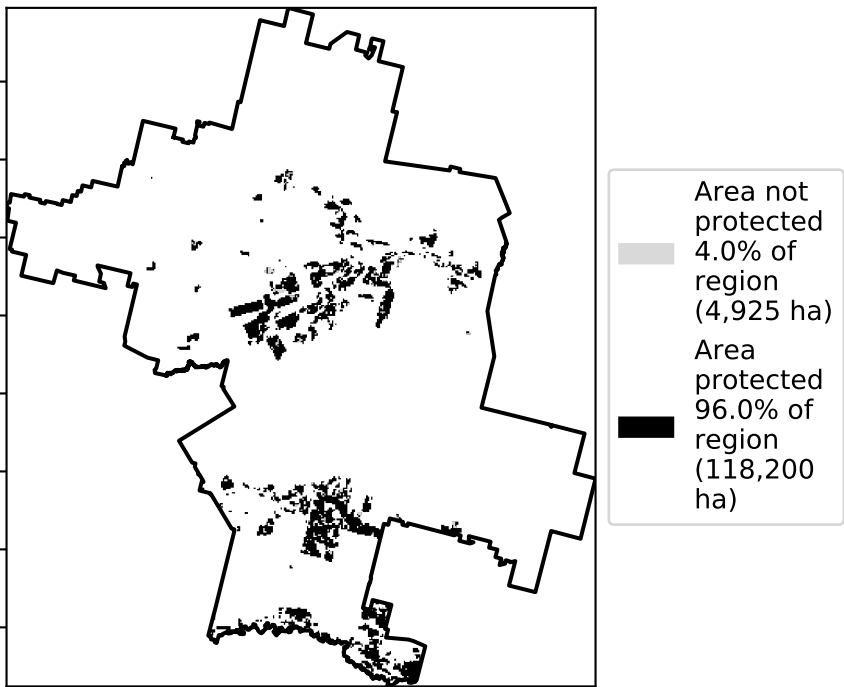 Area not
protected
4.0% of
region
(4,925 ha)
Area
protected
96.0% of
region
(118,200
ha)